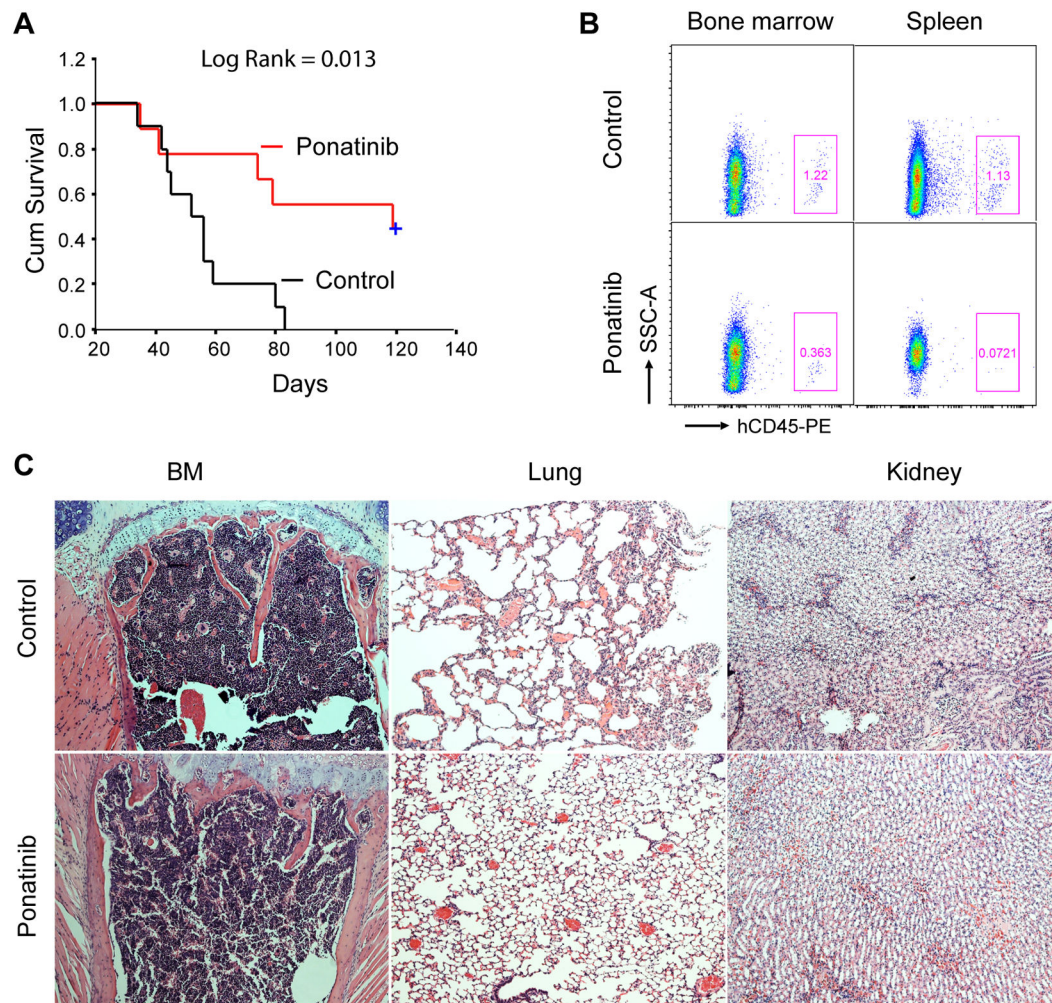 A
Log Rank = 0.013
1.2
1.0
0.8
0.6
0.4
0.2
0.0
Cum Survival
Ponatinib
Control
20 40 60 80 100 120 140
Days
B
Bone marrow Spleen
Control
1.22 1.13
Ponatinib
0.363 0.0721
SSC-A
hCD45-PE
C
BM Lung Kidney
Control
Ponatinib